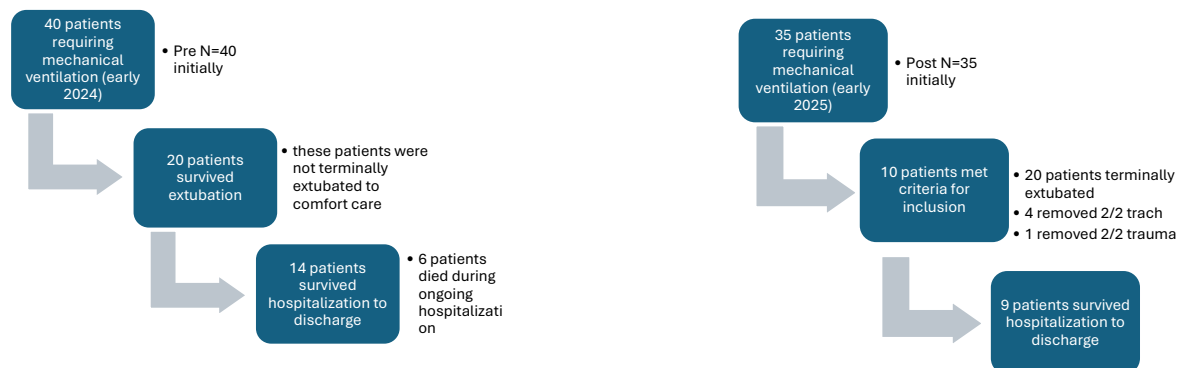 40 patients
requiring
mechanical
ventilation (early
2024)
• Pre N=40
initially
20 patients
survived
extubation
• these patients were
not terminally
extubated to
comfort care
14 patients
survived
hospitalization to
discharge
• 6 patients
died during
ongoing
hospitalizati
on
35 patients
requiring
mechanical
ventilation (early
2025)
• Post N=35
initially
10 patients met
criteria for
inclusion
• 20 patients terminally
extubated
• 4 removed 2/2 trach
• 1 removed 2/2 trauma
9 patients survived
hospitalization to
discharge